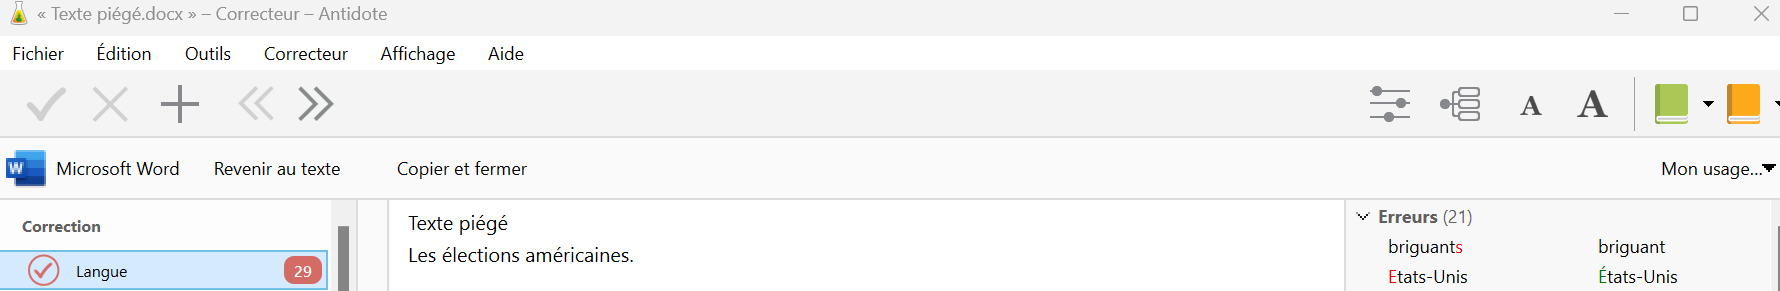 « Texte piégé.docx » – Correcteur – Antidote
Fichier Édition Outils Correcteur Affichage Aide
A A
W Microsoft Word Revenir au texte Copier et fermer Mon usage...
Correction
Langue 29
Texte piégé
Les élections américaines.
Erreurs (21)
briguants briguant
Etats-Unis États-Unis